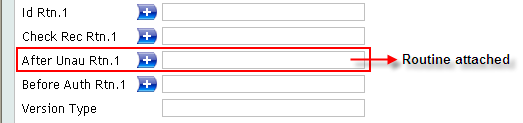 Id Rtn.1
Check Rec Rtn.1
After Unau Rtn.1 Routine attached
Before Auth Rtn.1
Version Type